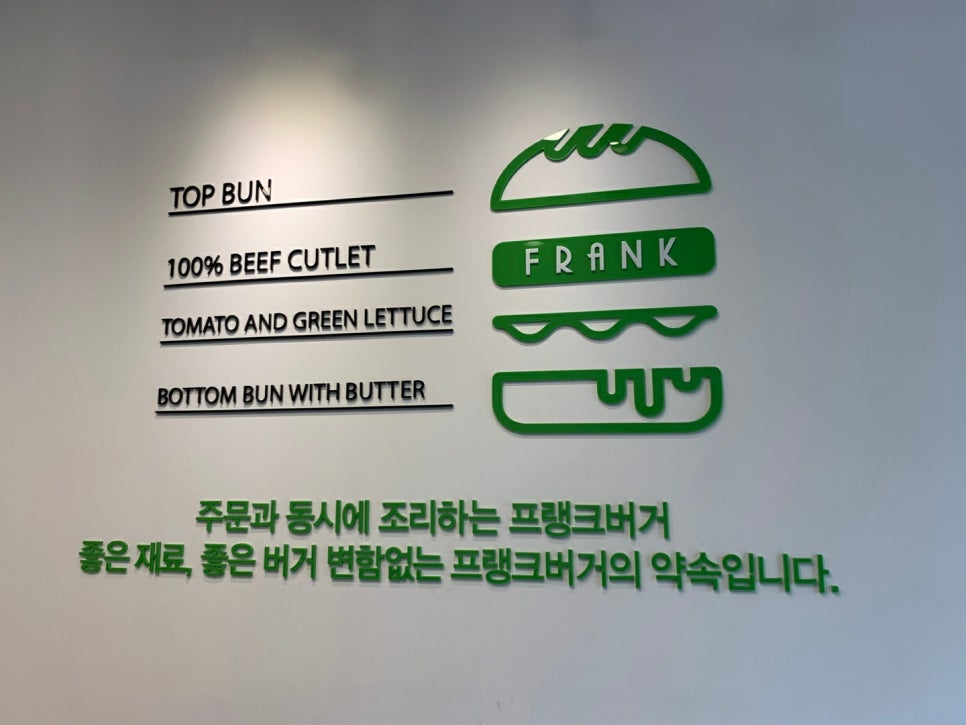 TOP BUN
100% BEEF CUTLET
FRANK
TOMATO AND GREEN LETTUCE
BOTTOM BUN WITH BUTTER
주문과 동시에 조리하는 프랭크버거
좋은 재료, 좋은 버거 변함없는 프랭크버거의 약속입니다.